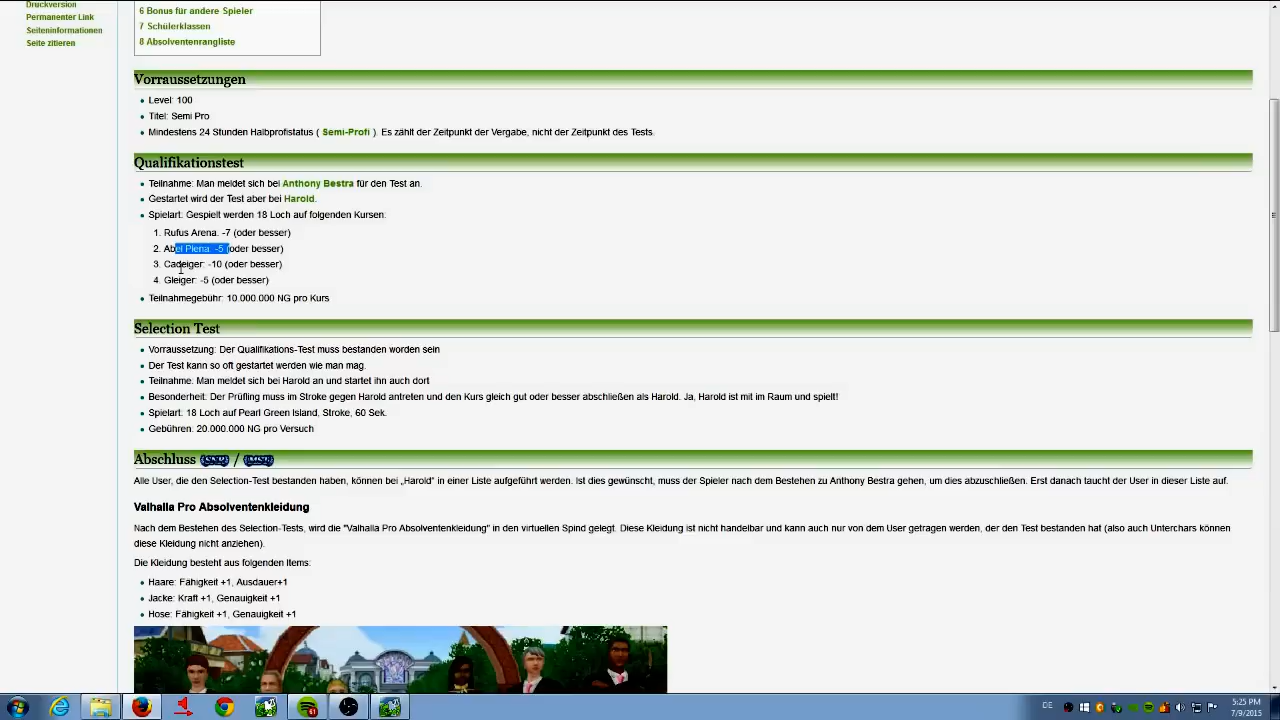 Druckversion
Permanenter Link
Seiteninformationen
Seite zitieren
6 Bonus für andere Spieler
7 Schülerklassen
8 Absolventenrangliste
Vorraussetzungen
Level: 100
Titel: Semi Pro
Mindestens 24 Stunden Halbprofistatus ( Semi-Profi ). Es zählt der Zeitpunkt der Vergabe, nicht der Zeitpunkt des Tests.
Qualifikationstest
Teilnahme: Man meldet sich bei Anthony Bestra für den Test an.
Gestartet wird der Test aber bei Harold.
Spielart: Gespielt werden 18 Loch auf folgenden Kursen:
1. Rufus Arena: -7 (oder besser)
2. Abel Plena: -5 (oder besser)
3. Cadeiger: -10 (oder besser)
4. Gleiger: -5 (oder besser)
Teilnahmegebühr: 10.000.000 NG pro Kurs
Selection Test
Vorraussetzung: Der Qualifikations-Test muss bestanden worden sein
Der Test kann so oft gestartet werden wie man mag.
Teilnahme: Man meldet sich bei Harold an und startet ihn auch dort
Besonderheit: Der Prüfling muss im Stroke gegen Harold antreten und den Kurs gleich gut oder besser abschließen als Harold. Ja, Harold ist mit im Raum und spielt!
Spielart: 18 Loch auf Pearl Green Island, Stroke, 60 Sek.
Gebühren: 20.000.000 NG pro Versuch
Abschluss /
Alle User, die den Selection-Test bestanden haben, können bei „Harold" in einer Liste aufgeführt werden. Ist dies gewünscht, muss der Spieler nach dem Bestehen zu Anthony Bestra gehen, um dies abzuschließen. Erst danach taucht der User in dieser Liste auf.
Valhalla Pro Absolventenkleidung
Nach dem Bestehen des Selection-Tests, wird die "Valhalla Pro Absolventenkleidung" in den virtuellen Spind gelegt. Diese Kleidung ist nicht handelbar und kann auch nur von dem User getragen werden, der den Test bestanden hat (also auch Unterchars können
diese Kleidung nicht anziehen).
Die Kleidung besteht aus folgenden Items:
Haare: Fähigkeit +1, Ausdauer+1
Jacke: Kraft +1, Genauigkeit +1
Hose: Fähigkeit +1, Genauigkeit +1
DE
5:25 PM
7/9/2015